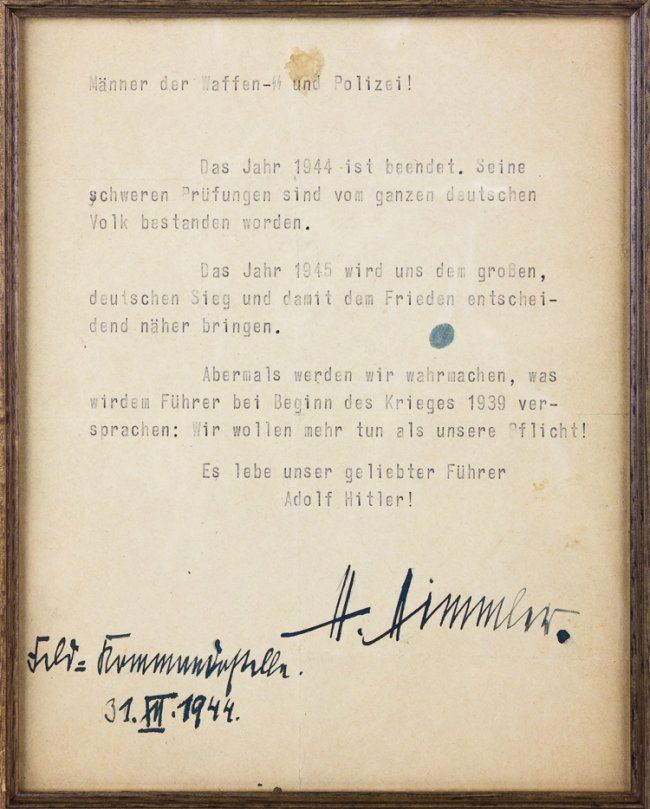 Männer der Waffen-ᛋᛋ und Polizei!
Das Jahr 1944 ist beendet. Seine
schweren Prüfungen sind vom ganzen deutschen
Volk bestanden worden.
Das Jahr 1945 wird uns dem großen,
deutschen Sieg und damit dem Frieden entschei-
dend näher bringen.
Abermals werden wir wahrmachen, was
wirdem Führer bei Beginn des Krieges 1939 ver-
sprachen: Wir wollen mehr tun als unsere Pflicht!
Es lebe unser geliebter Führer
Adolf Hitler!
H. Himmler.
Feld=Kommandostelle.
31.XII.1944.